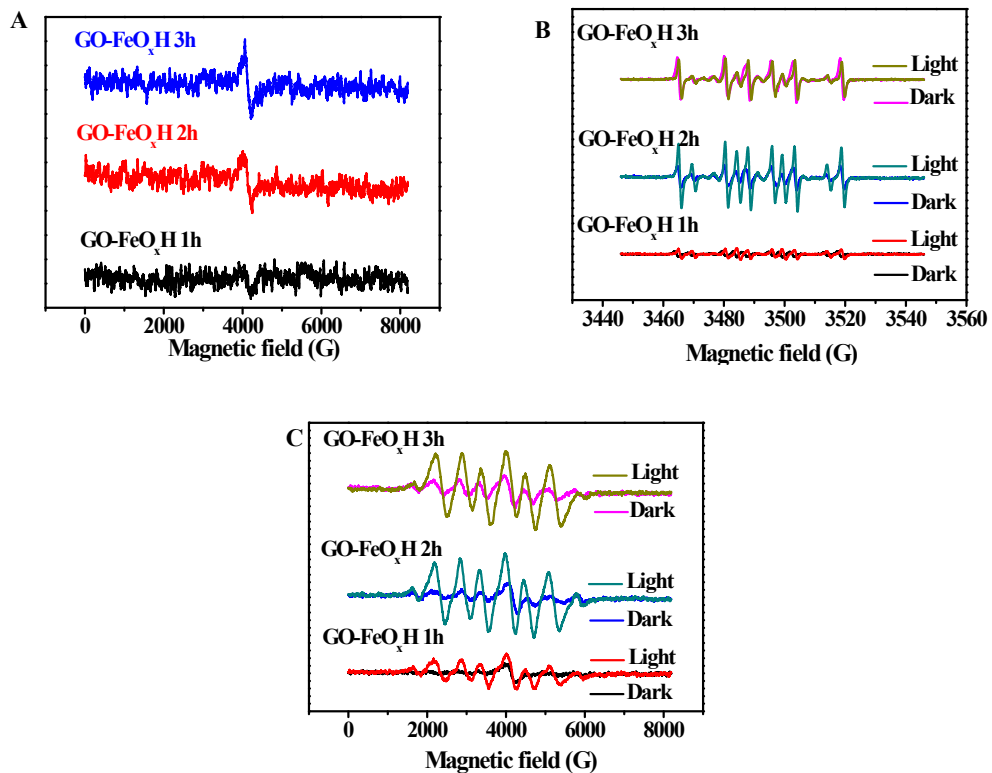 A
GO-FeOxH 3h
GO-FeOxH 2h
GO-FeOxH 1h
0 2000 4000 6000 8000
Magnetic field (G)
B
GO-FeOxH 3h
Light
Dark
GO-FeOxH 2h
Light
Dark
GO-FeOxH 1h
Light
Dark
3440 3460 3480 3500 3520 3540 3560
Magnetic field (G)
C
GO-FeOxH 3h
Light
Dark
GO-FeOxH 2h
Light
Dark
GO-FeOxH 1h
Light
Dark
0 2000 4000 6000 8000
Magnetic field (G)